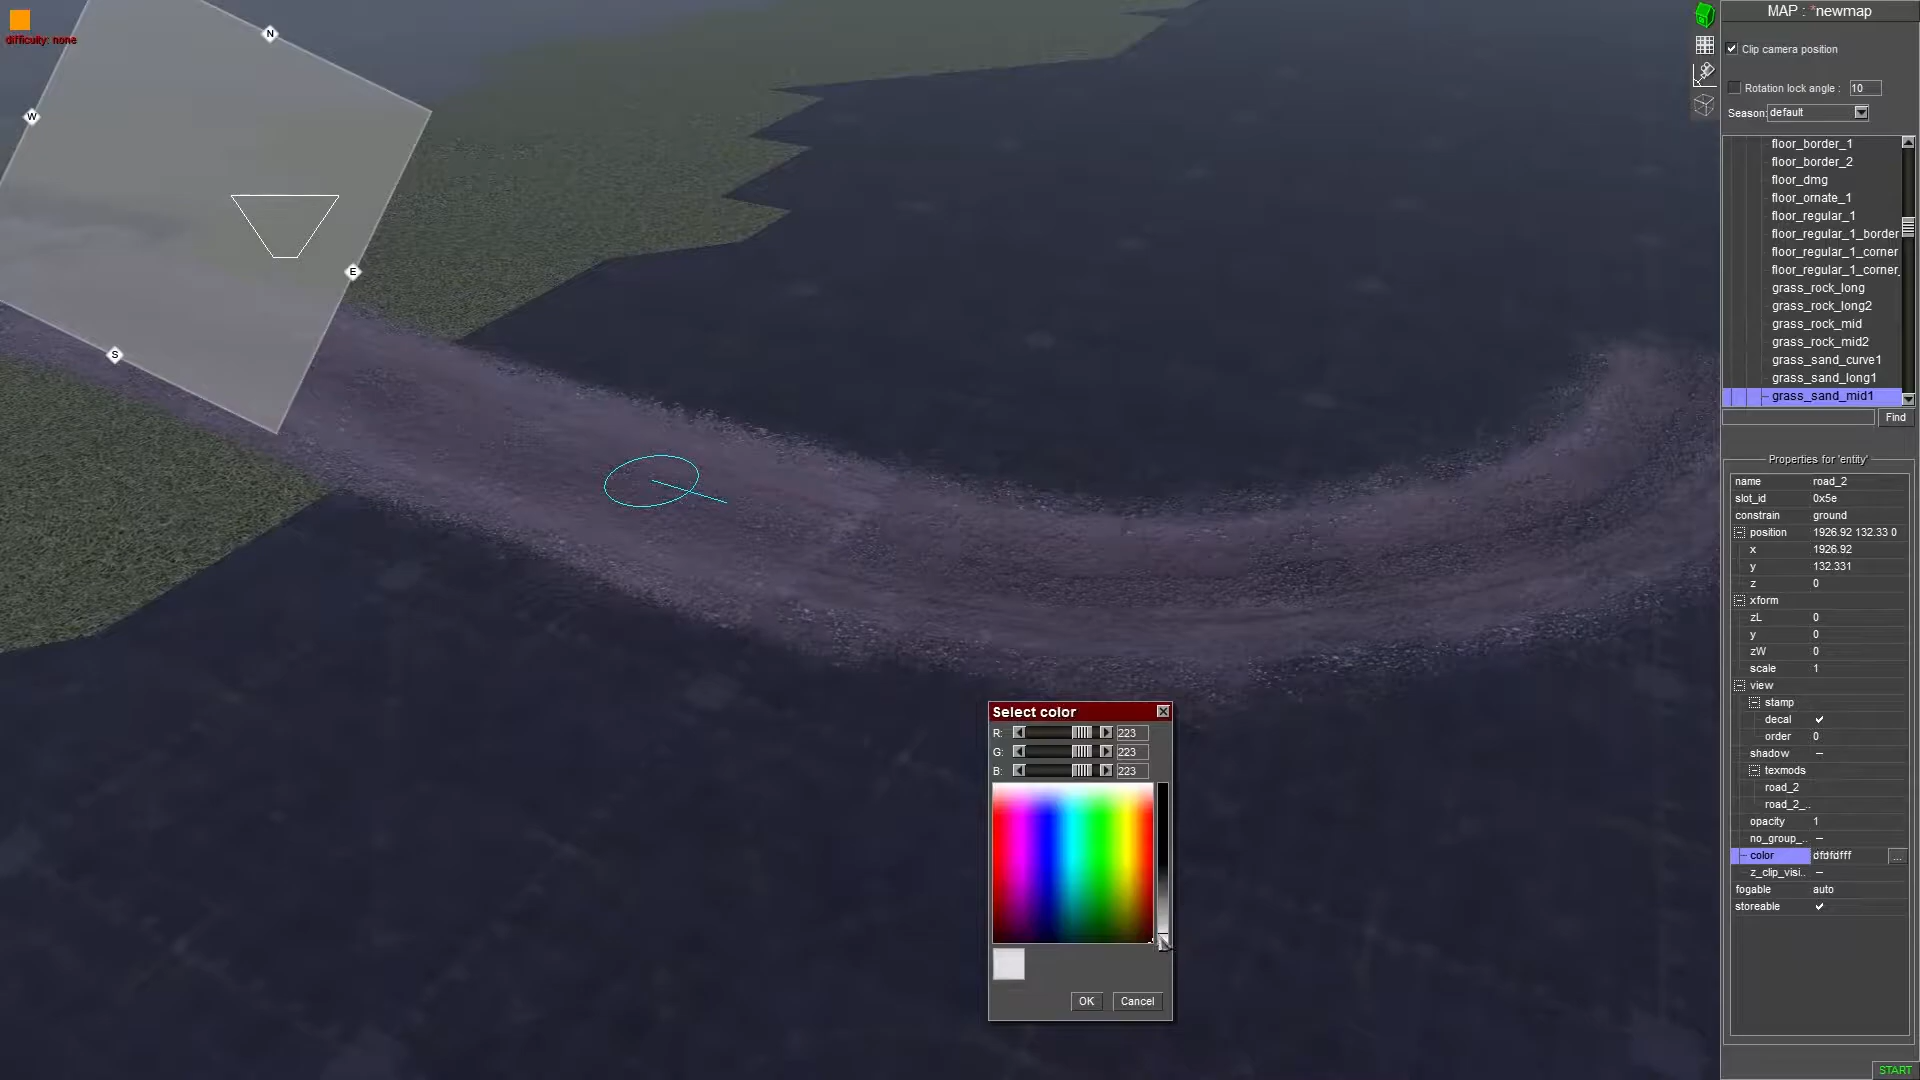 difficulty: none
N
W
E
S
MAP : *newmap
Clip camera position
Rotation lock angle : 10
Season: default
floor_border_1
floor_border_2
floor_dmg
floor_ornate_1
floor_regular_1
floor_regular_1_border
floor_regular_1_corner
floor_regular_1_corner_
grass_rock_long
grass_rock_long2
grass_rock_mid
grass_rock_mid2
grass_sand_curve1
grass_sand_long1
grass_sand_mid1
Find
Properties for 'entity'
name road_2
slot_id 0x5e
constrain ground
position 1926.92 132.33 0
x 1926.92
y 132.331
z 0
xform
zL 0
y 0
zW 0
scale 1
view
stamp
decal
order 0
shadow
texmods
road_2
road_2_..
opacity 1
no_group_..
color dfdfdfff ...
z_clip_visi..
fogable auto
storeable
START
Select color
R: 223
G: 223
B: 223
OK Cancel